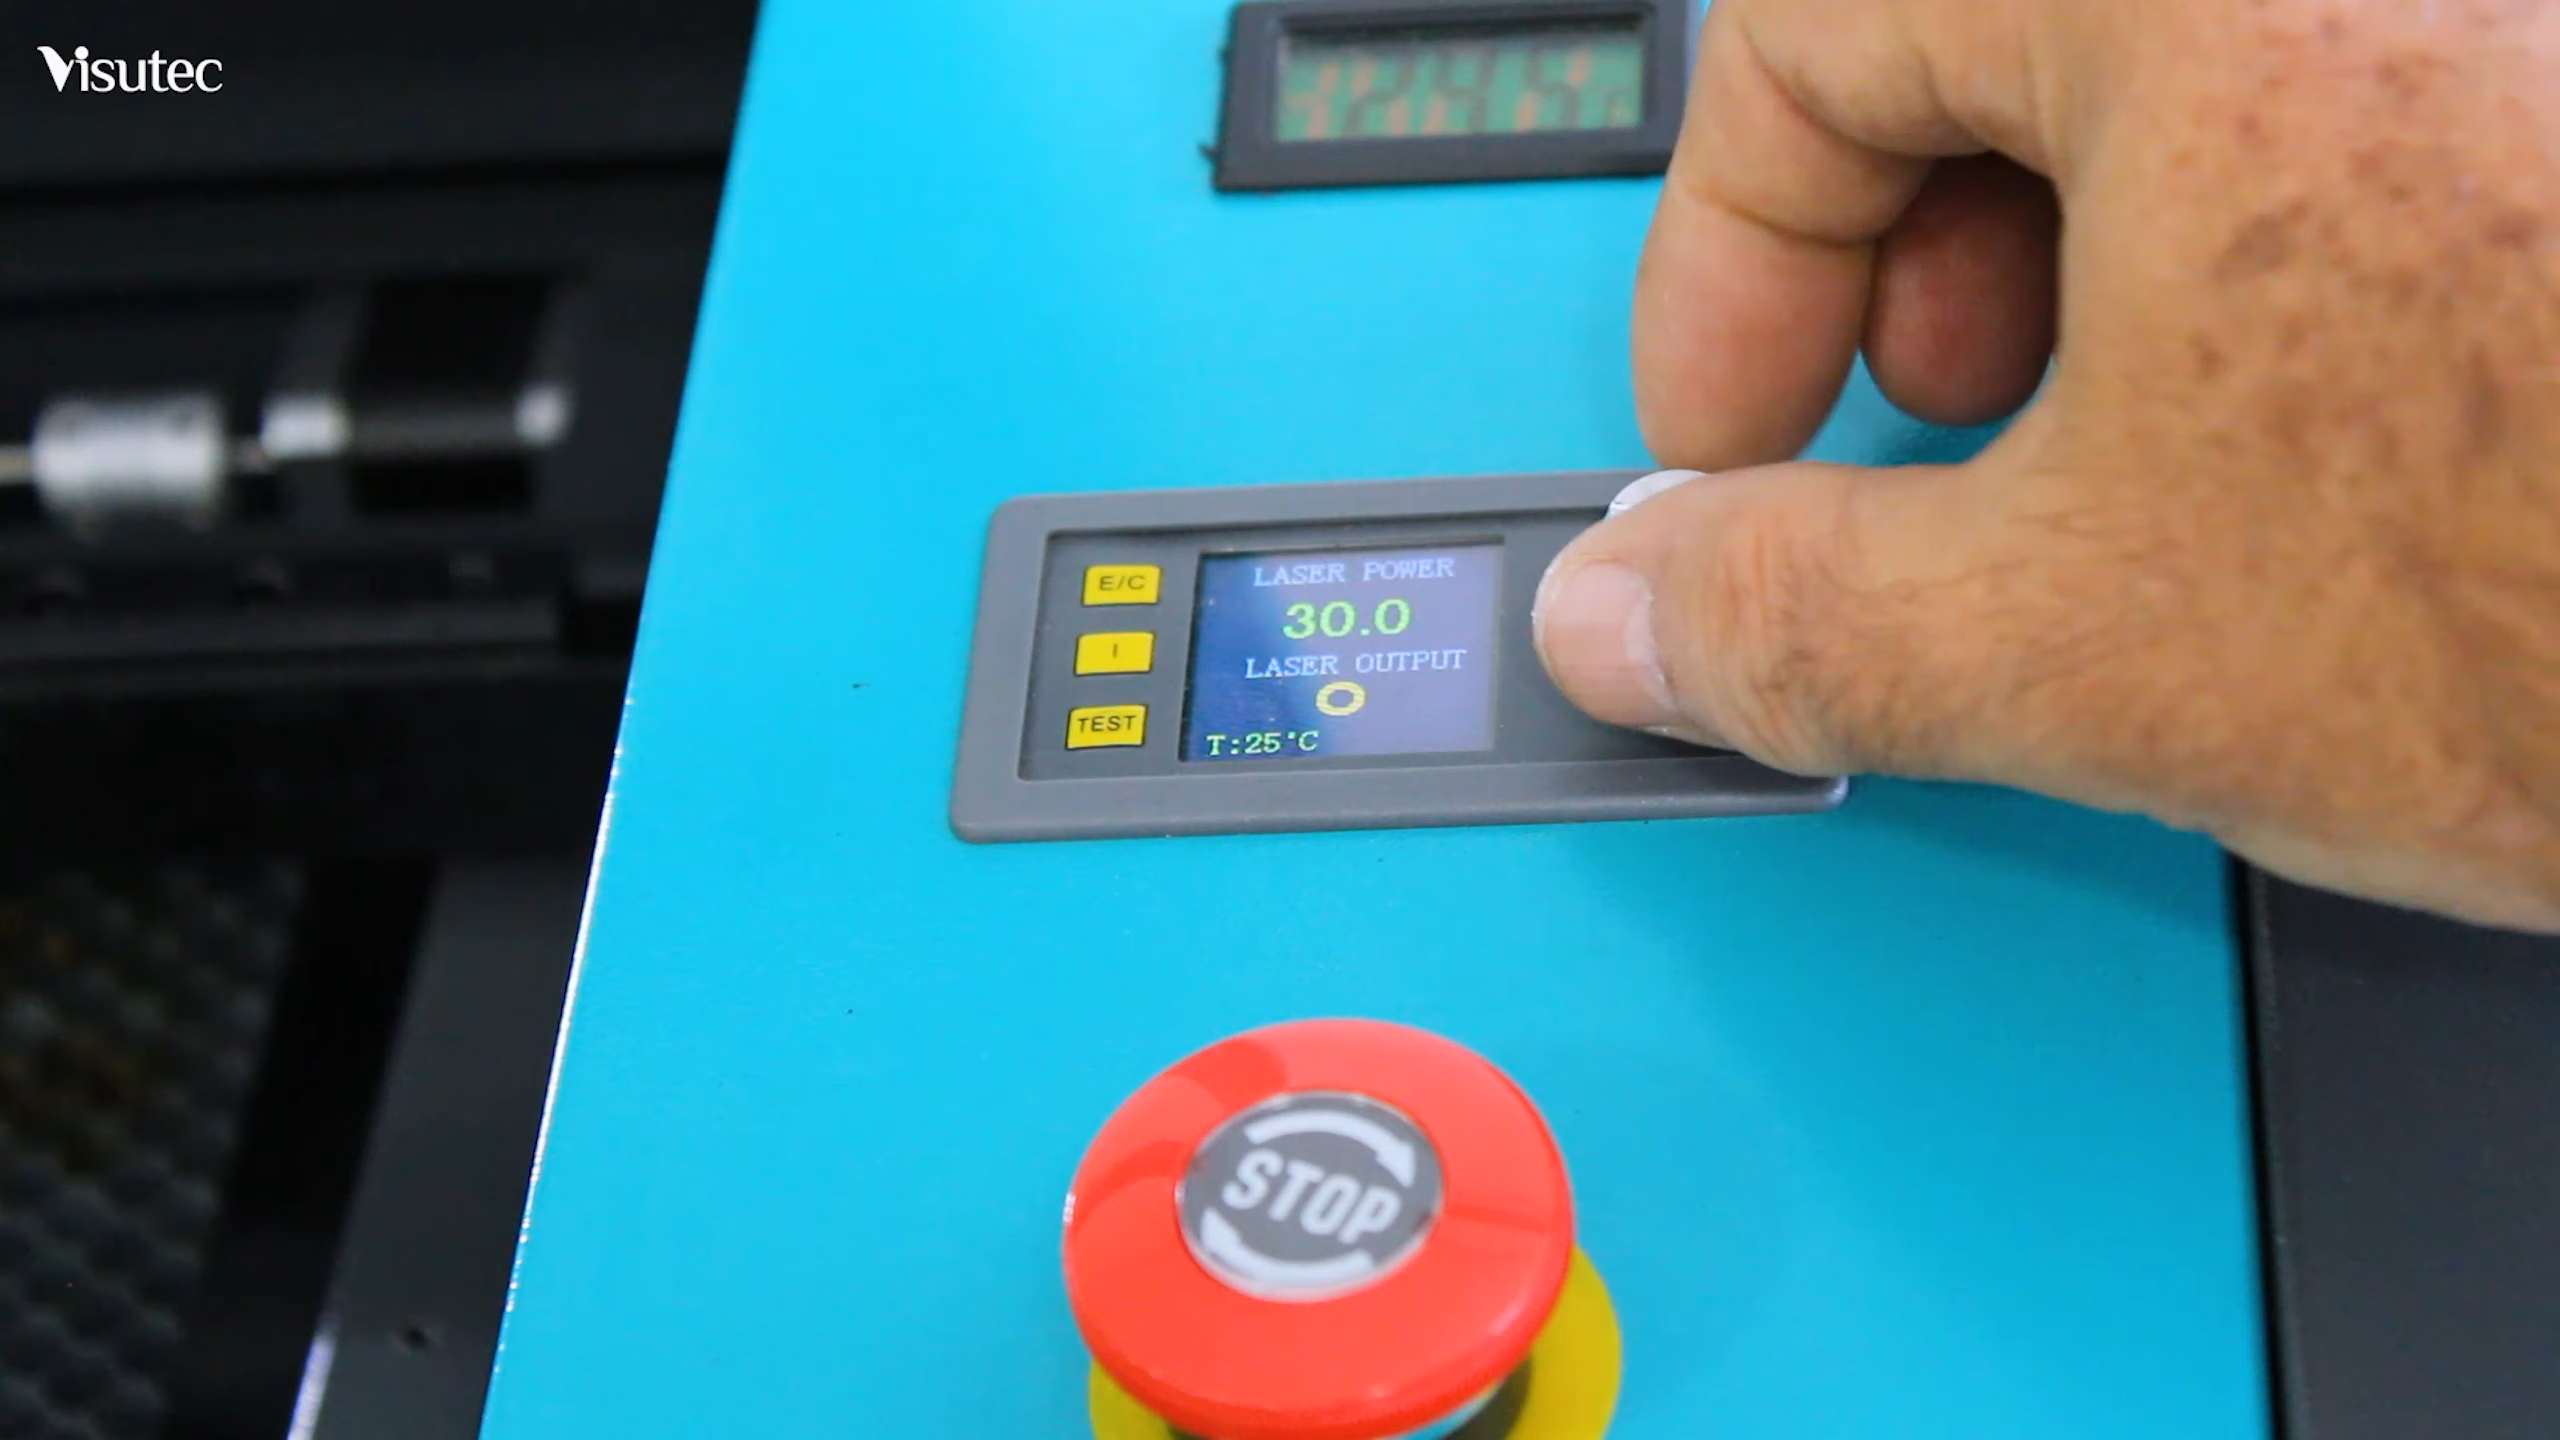 Visutec
E/C
I
TEST
LASER POWER
30.0
LASER OUTPUT
T:25°C
STOP